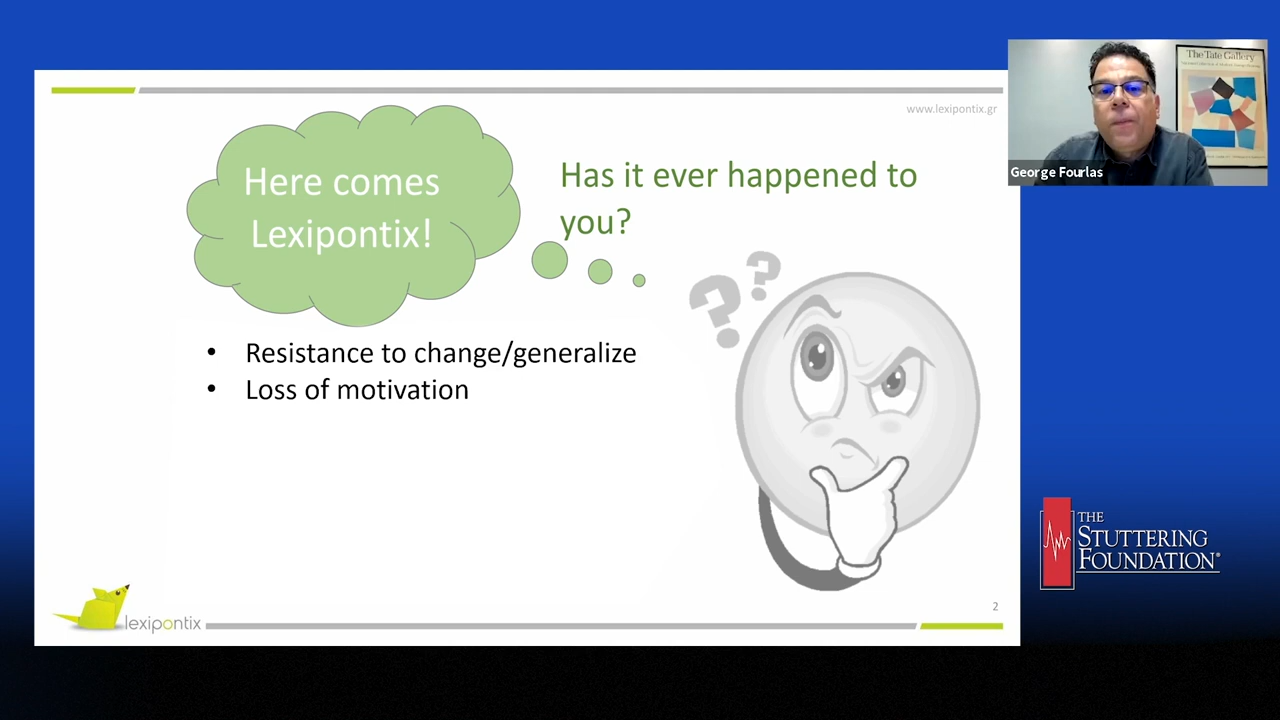 www.lexipontix.gr
Here comes
Lexipontix!
Has it ever happened to
you?
??
• Resistance to change/generalize
• Loss of motivation
lexipontix
2
The Tate Gallery
George Fourlas
THE
STUTTERING
FOUNDATION®